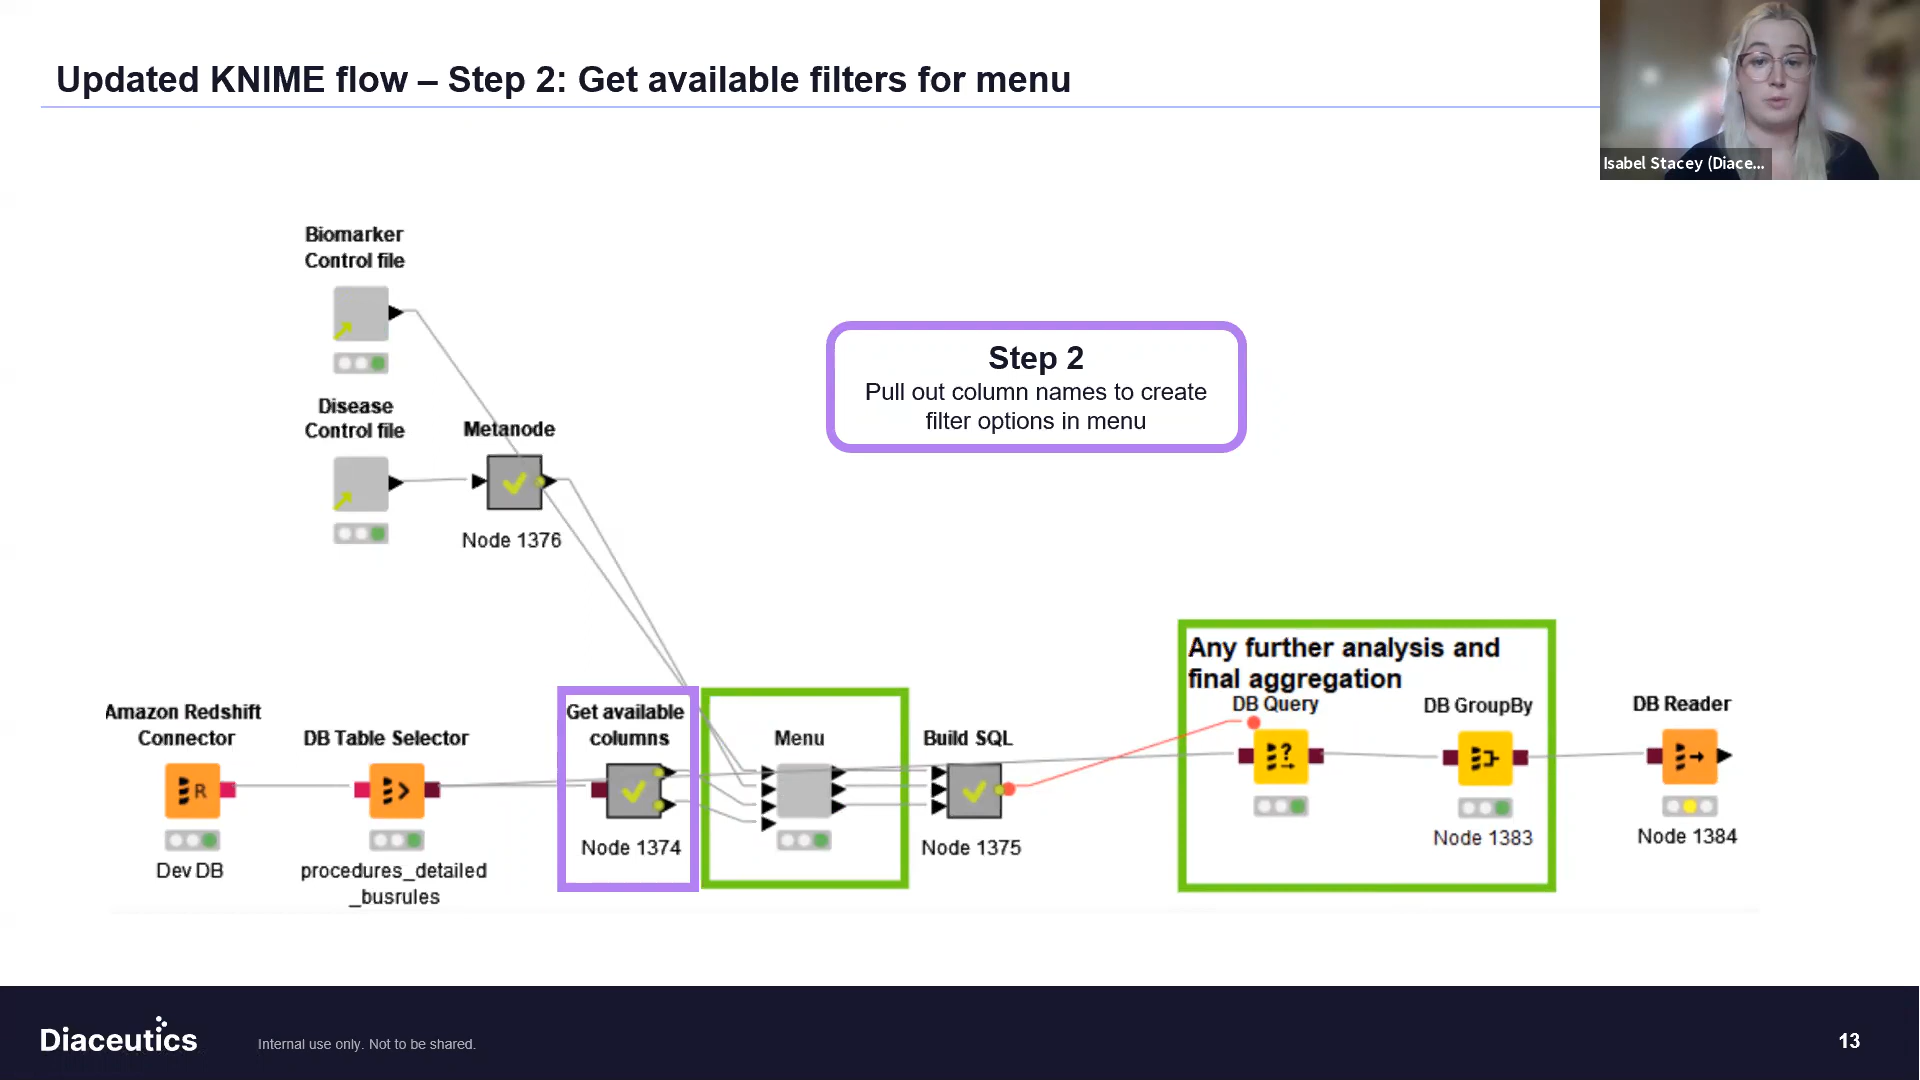 Updated KNIME flow – Step 2: Get available filters for menu
Isabel Stacey (Diace...
Biomarker
Control file
Disease
Control file
Metanode
Node 1376
Step 2
Pull out column names to create
filter options in menu
Any further analysis and
final aggregation
Amazon Redshift
Connector
R
Dev DB
DB Table Selector
procedures_detailed
_busrules
Get available
columns
Node 1374
Menu
Build SQL
Node 1375
DB Query
?
DB GroupBy
Node 1383
DB Reader
Node 1384
Diaceutics
Internal use only. Not to be shared.
13